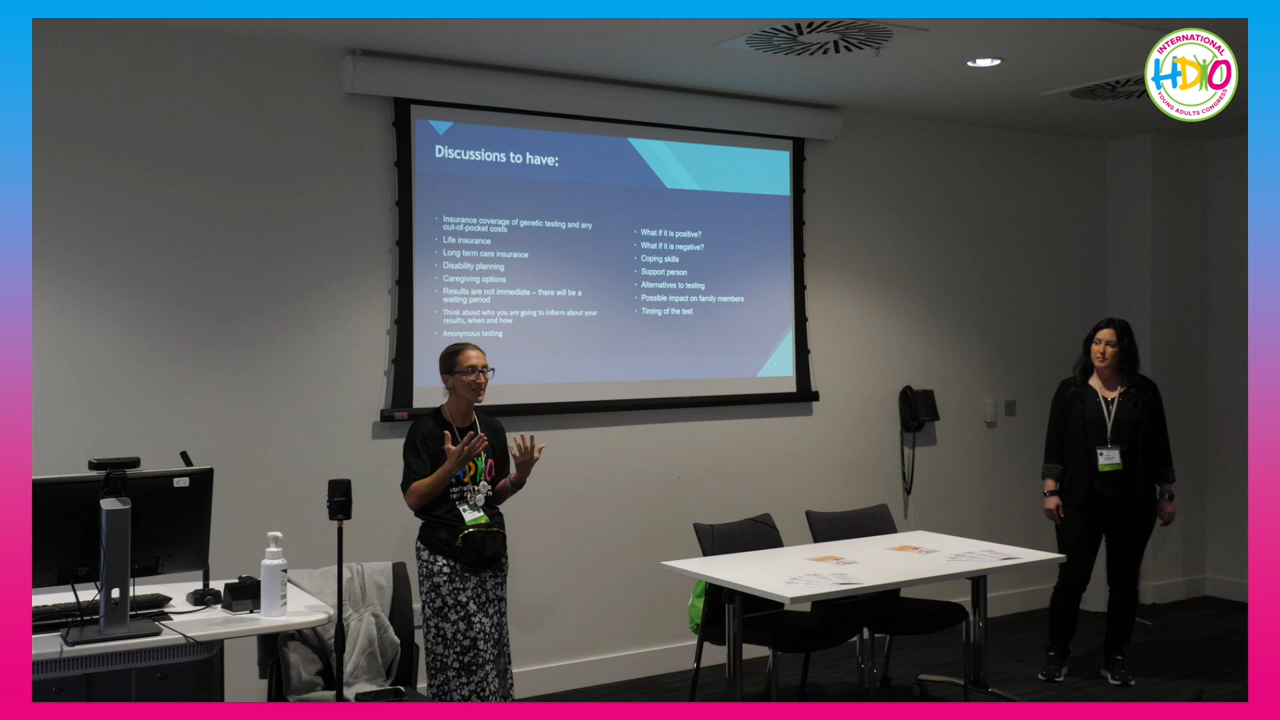 INTERNATIONAL
HDYO
YOUNG ADULTS CONGRESS
Discussions to have:
• Insurance coverage of genetic testing and any
out-of-pocket costs
• Life insurance
• Long term care insurance
• Disability planning
• Caregiving options
• Results are not immediate – there will be a
waiting period
• Think about who you are going to inform about your
results, when and how
• Anonymous testing
• What if it is positive?
• What if it is negative?
• Coping skills
• Support person
• Alternatives to testing
• Possible impact on family members
• Timing of the test
HDYO